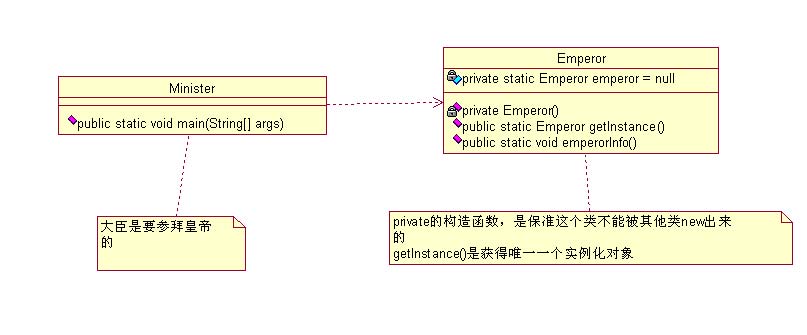 Minister
public static void main(String[] args)
大臣是要参拜皇帝
的
Emperor
private static Emperor emperor = null
private Emperor()
public static Emperor getInstance()
public static void emperorInfo()
private的构造函数，是保准这个类不能被其他类new出来
的
getInstance()是获得唯一一个实例化对象